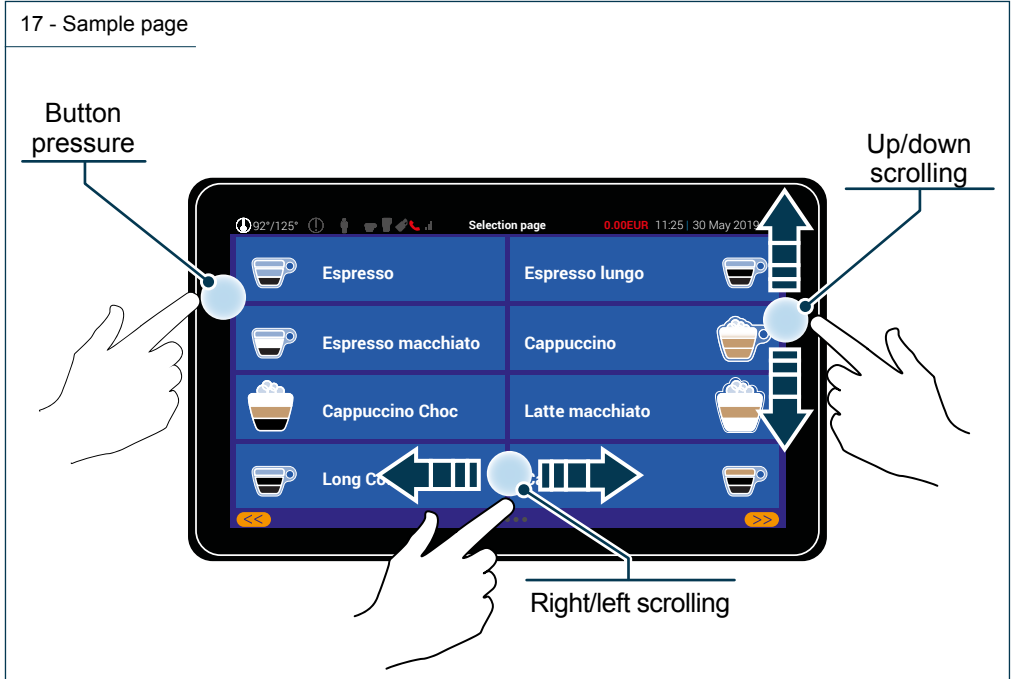 17 - Sample page
Button
pressure
Up/down
scrolling
92°/125°
Selection page
0.00EUR 11:25 | 30 May 2019
Espresso
Espresso lungo
Espresso macchiato
Cappuccino
Cappuccino Choc
Latte macchiato
Long
<<
>>
Right/left scrolling